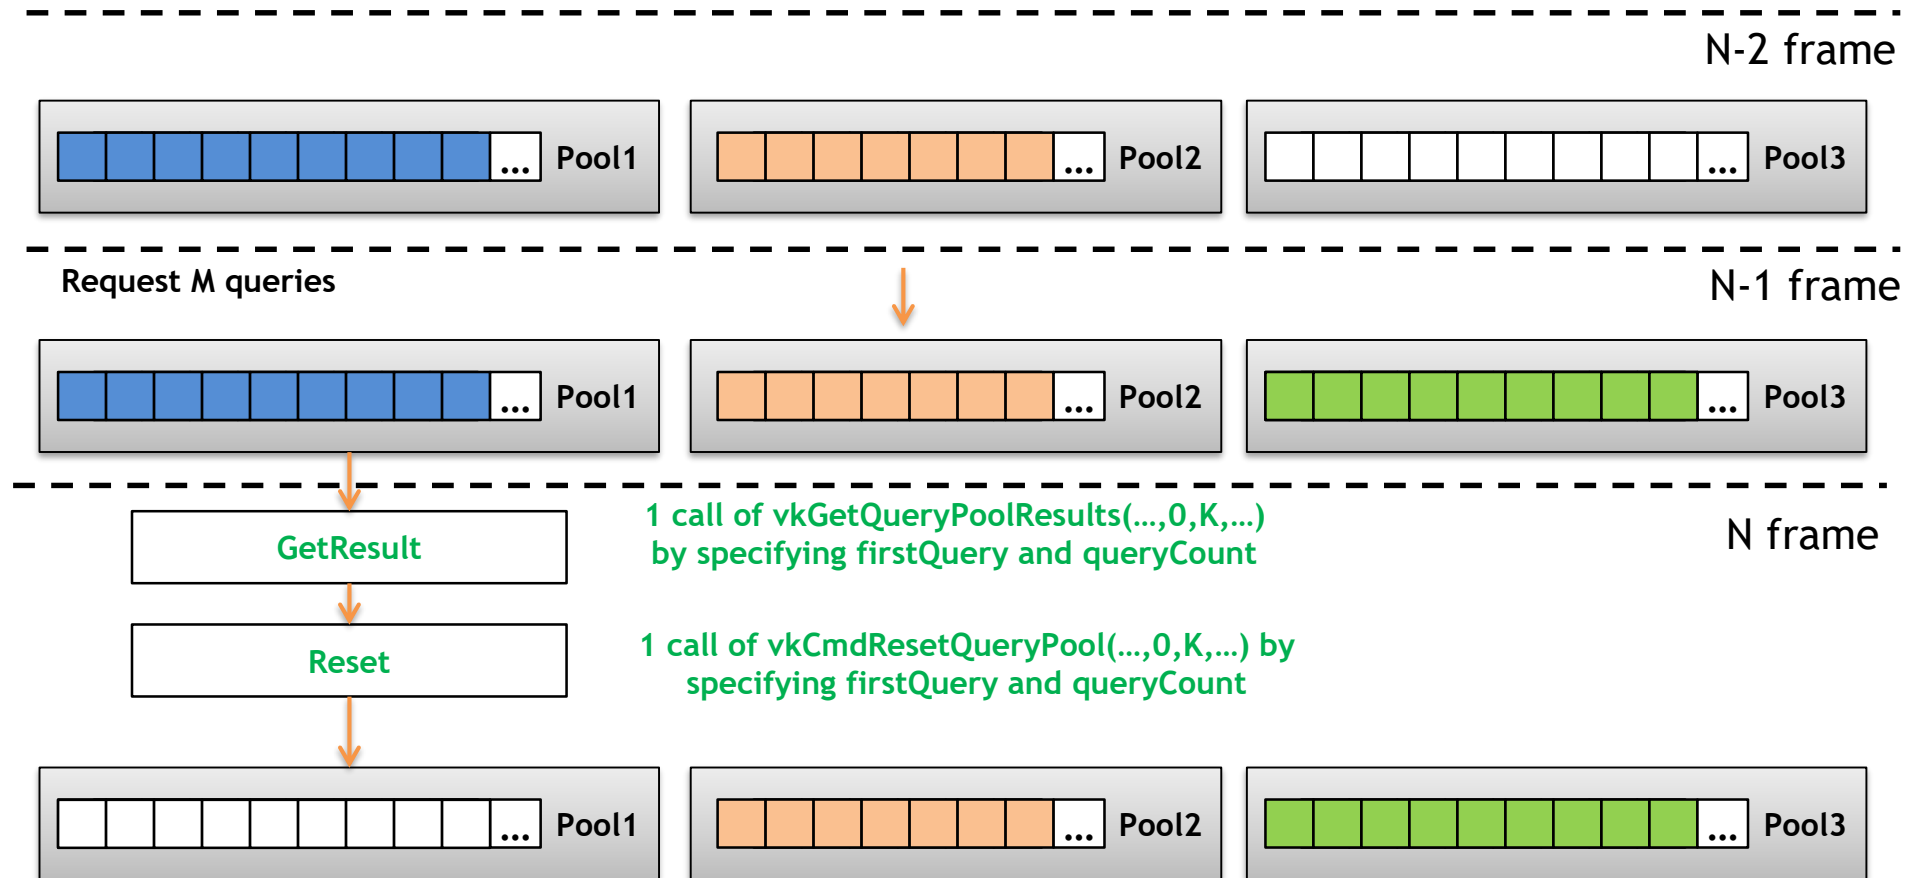 N-2 frame
... Pool1
... Pool2
... Pool3
Request M queries
N-1 frame
... Pool1
... Pool2
... Pool3
GetResult
1 call of vkGetQueryPoolResults(…,0,K,…)
by specifying firstQuery and queryCount
N frame
Reset
1 call of vkCmdResetQueryPool(…,0,K,…) by
specifying firstQuery and queryCount
... Pool1
... Pool2
... Pool3